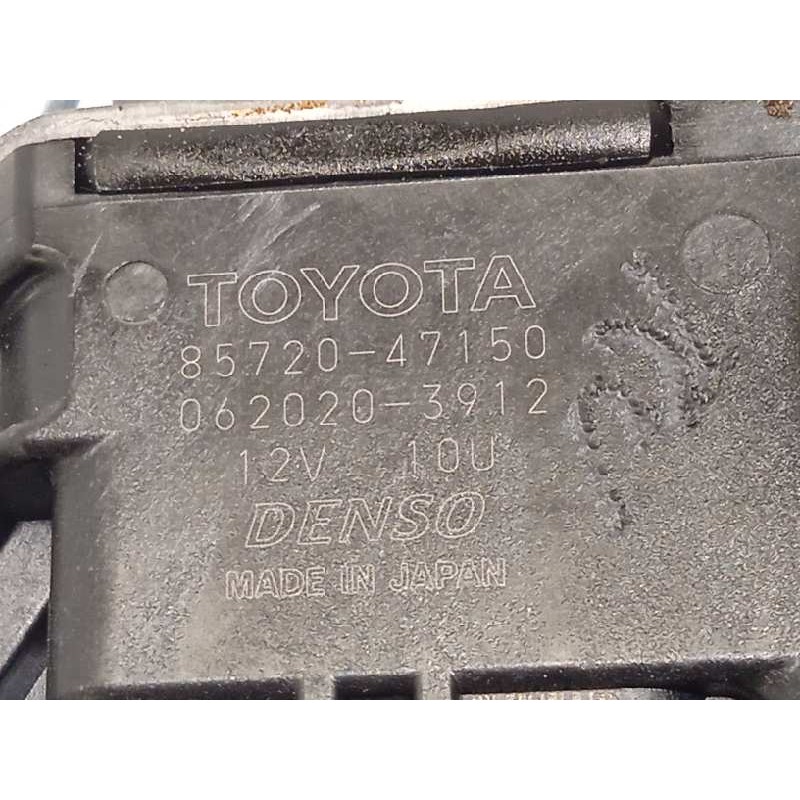 TOYOTA
85720-47150
062020-3912
12V 10U
DENSO
MADE IN JAPAN